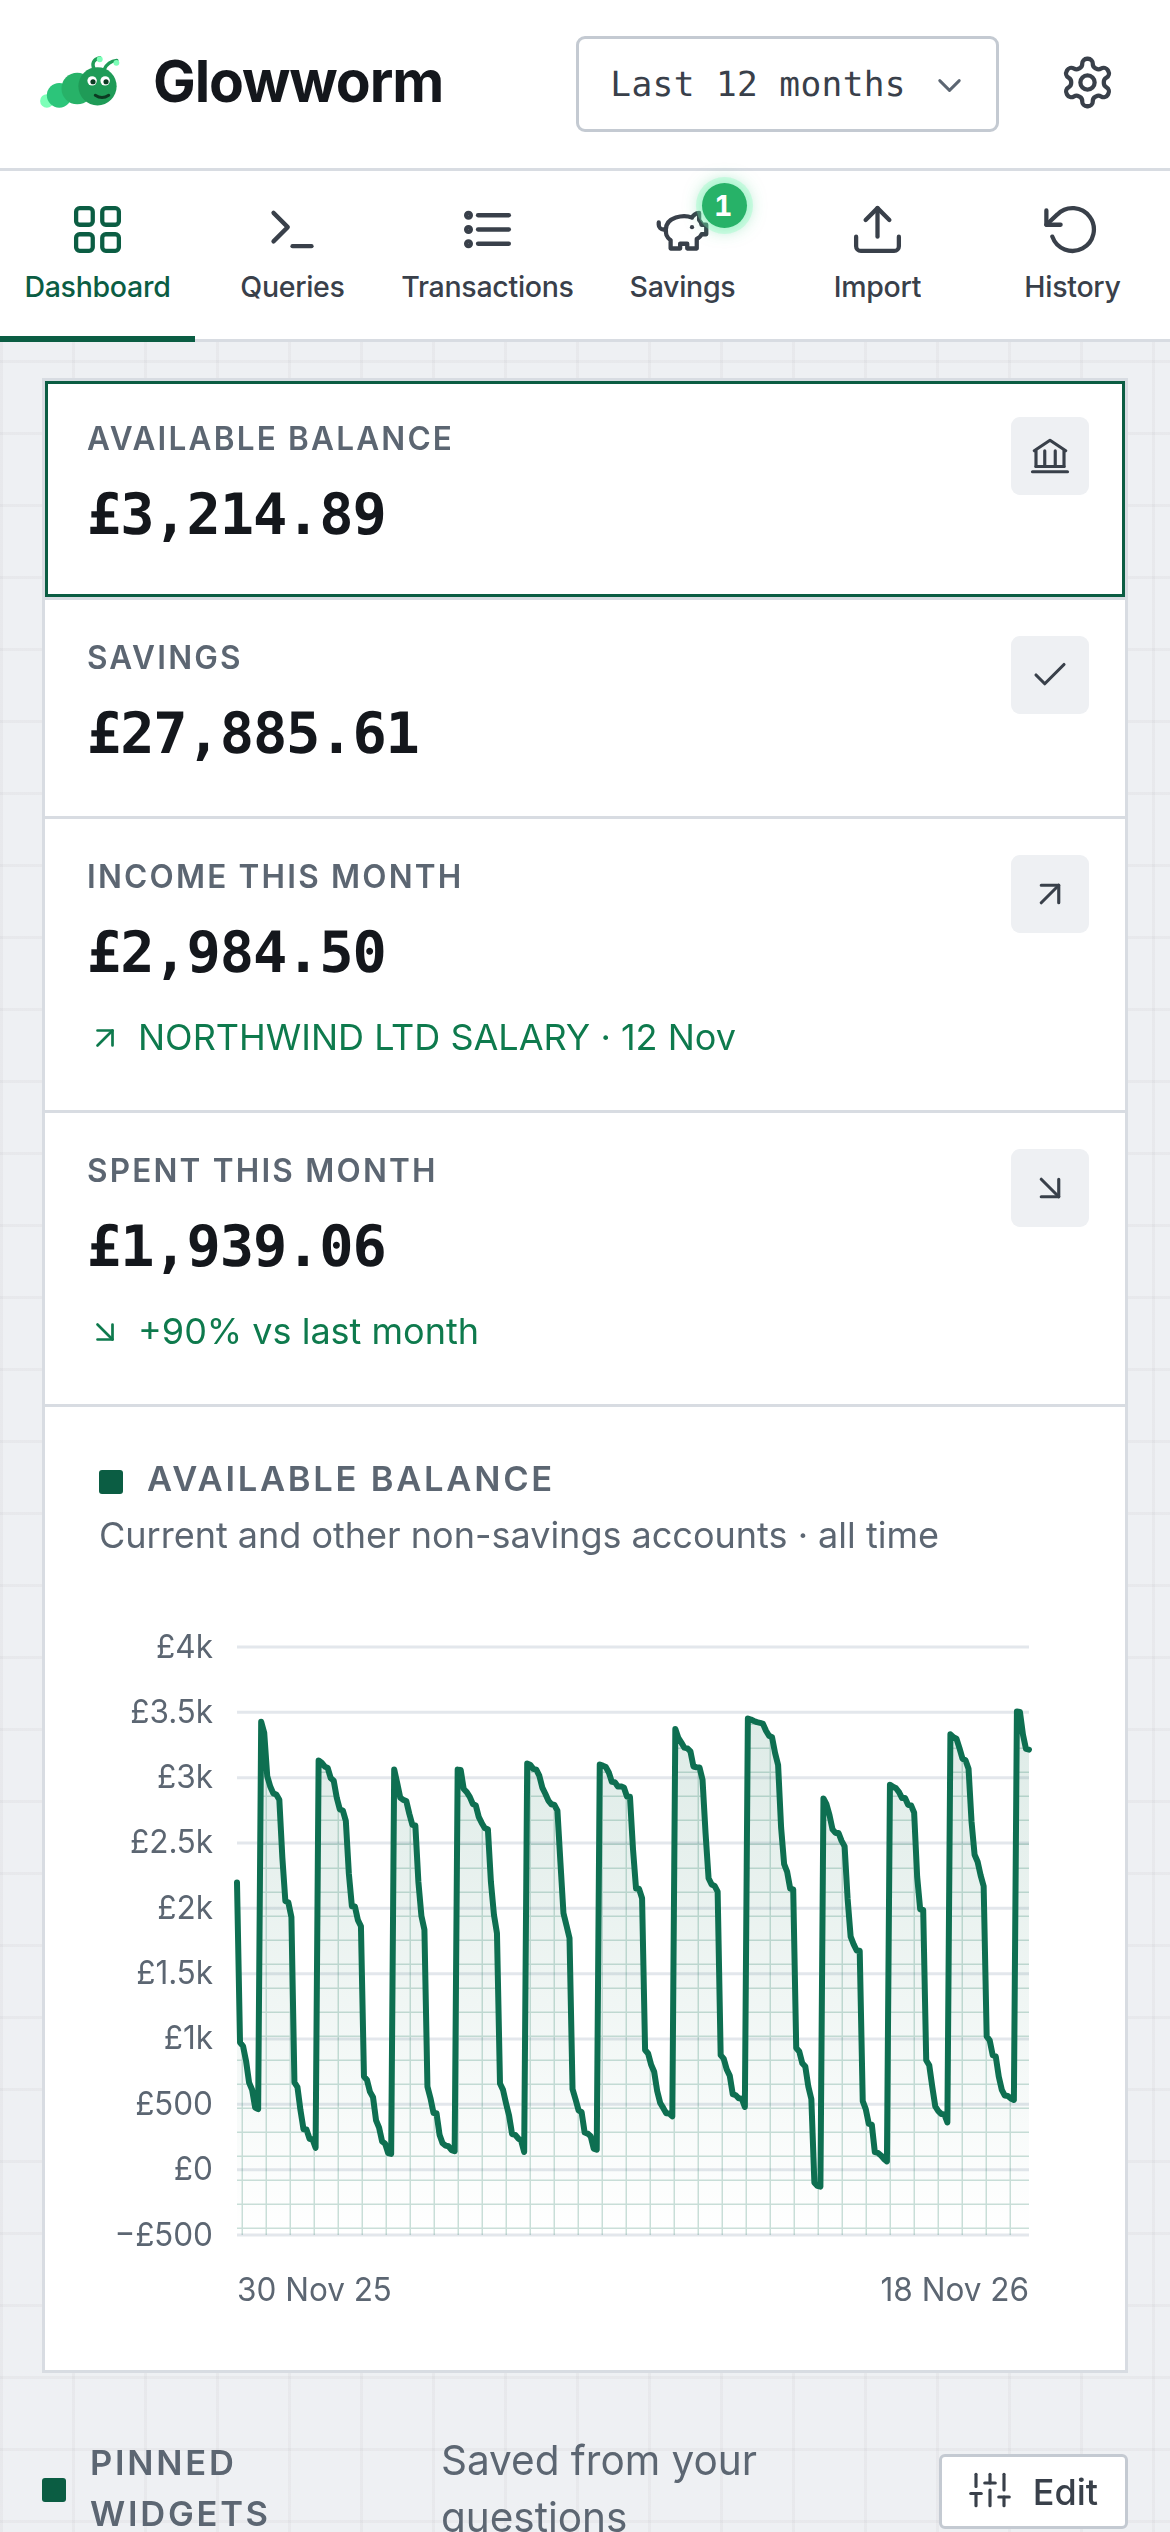 Glowworm
Last 12 months
Dashboard
Queries
Transactions
1
Savings
Import
History
AVAILABLE BALANCE
£3,214.89
SAVINGS
£27,885.61
INCOME THIS MONTH
£2,984.50
NORTHWIND LTD SALARY · 12 Nov
SPENT THIS MONTH
£1,939.06
+90% vs last month
AVAILABLE BALANCE
Current and other non-savings accounts · all time
£4k
£3.5k
£3k
£2.5k
£2k
£1.5k
£1k
£500
£0
−£500
30 Nov 25
18 Nov 26
PINNED
WIDGETS
Saved from your
questions
Edit